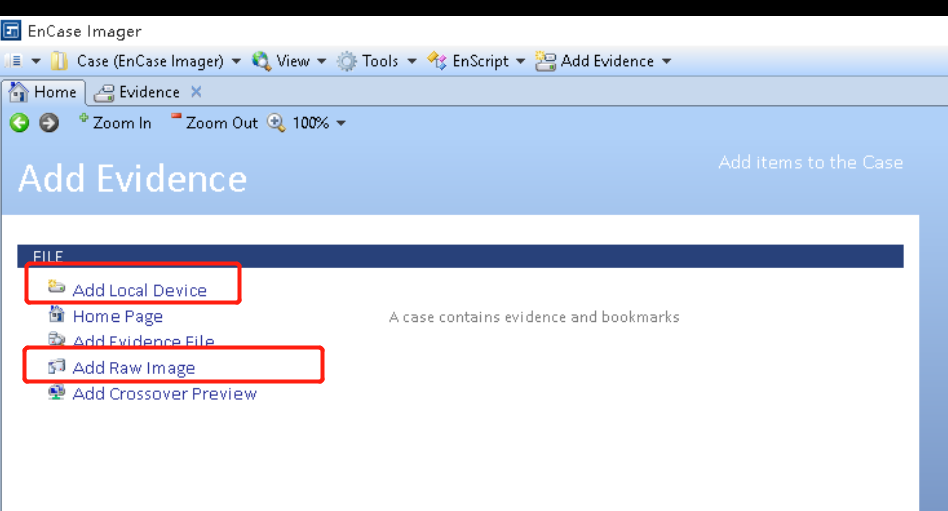 EnCase Imager
Case (EnCase Imager) View Tools EnScript Add Evidence
Home Evidence
Zoom In Zoom Out 100%
Add items to the Case
Add Evidence
FILE
Add Local Device
Home Page A case contains evidence and bookmarks
Add Evidence File
Add Raw Image
Add Crossover Preview